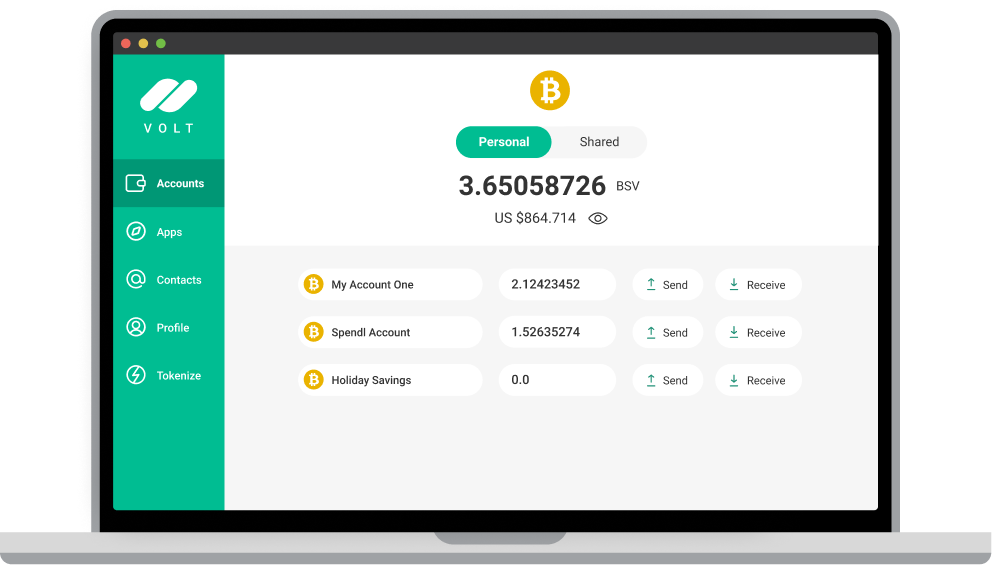 VOLT
Accounts
Apps
Contacts
Profile
Tokenize
Personal Shared
3.65058726 BSV
US $864.714
My Account One 2.12423452 Send Receive
Spendl Account 1.52635274 Send Receive
Holiday Savings 0.0 Send Receive